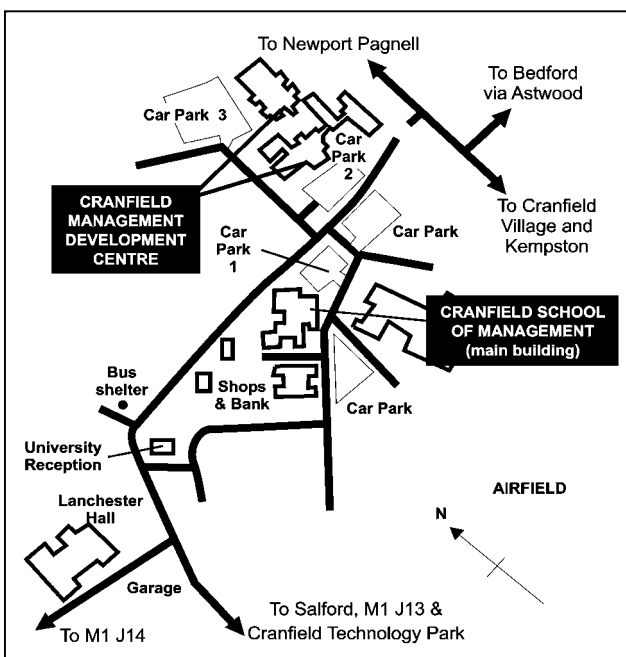 To Newport Pagnell
To Bedford
via Astwood
Car Park 3
Car
Park
2
CRANFIELD
MANAGEMENT
DEVELOPMENT
CENTRE
To Cranfield
Village and
Kempston
Car
Park
1
Car Park
CRANFIELD SCHOOL
OF MANAGEMENT
(main building)
Bus
shelter
Shops
& Bank
Car Park
University
Reception
Lanchester
Hall
AIRFIELD
N
Garage
To M1 J14
To Salford, M1 J13 &
Cranfield Technology Park